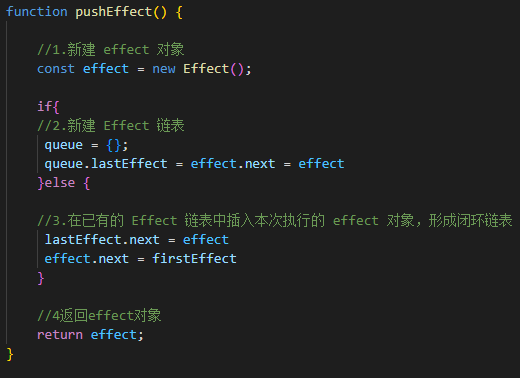 function pushEffect() {
//1.新建 effect 对象
const effect = new Effect();
if{
//2.新建 Effect 链表
queue = {};
queue.lastEffect = effect.next = effect
}else {
//3.在已有的 Effect 链表中插入本次执行的 effect 对象，形成闭环链表
lastEffect.next = effect
effect.next = firstEffect
}
//4返回effect对象
return effect;
}